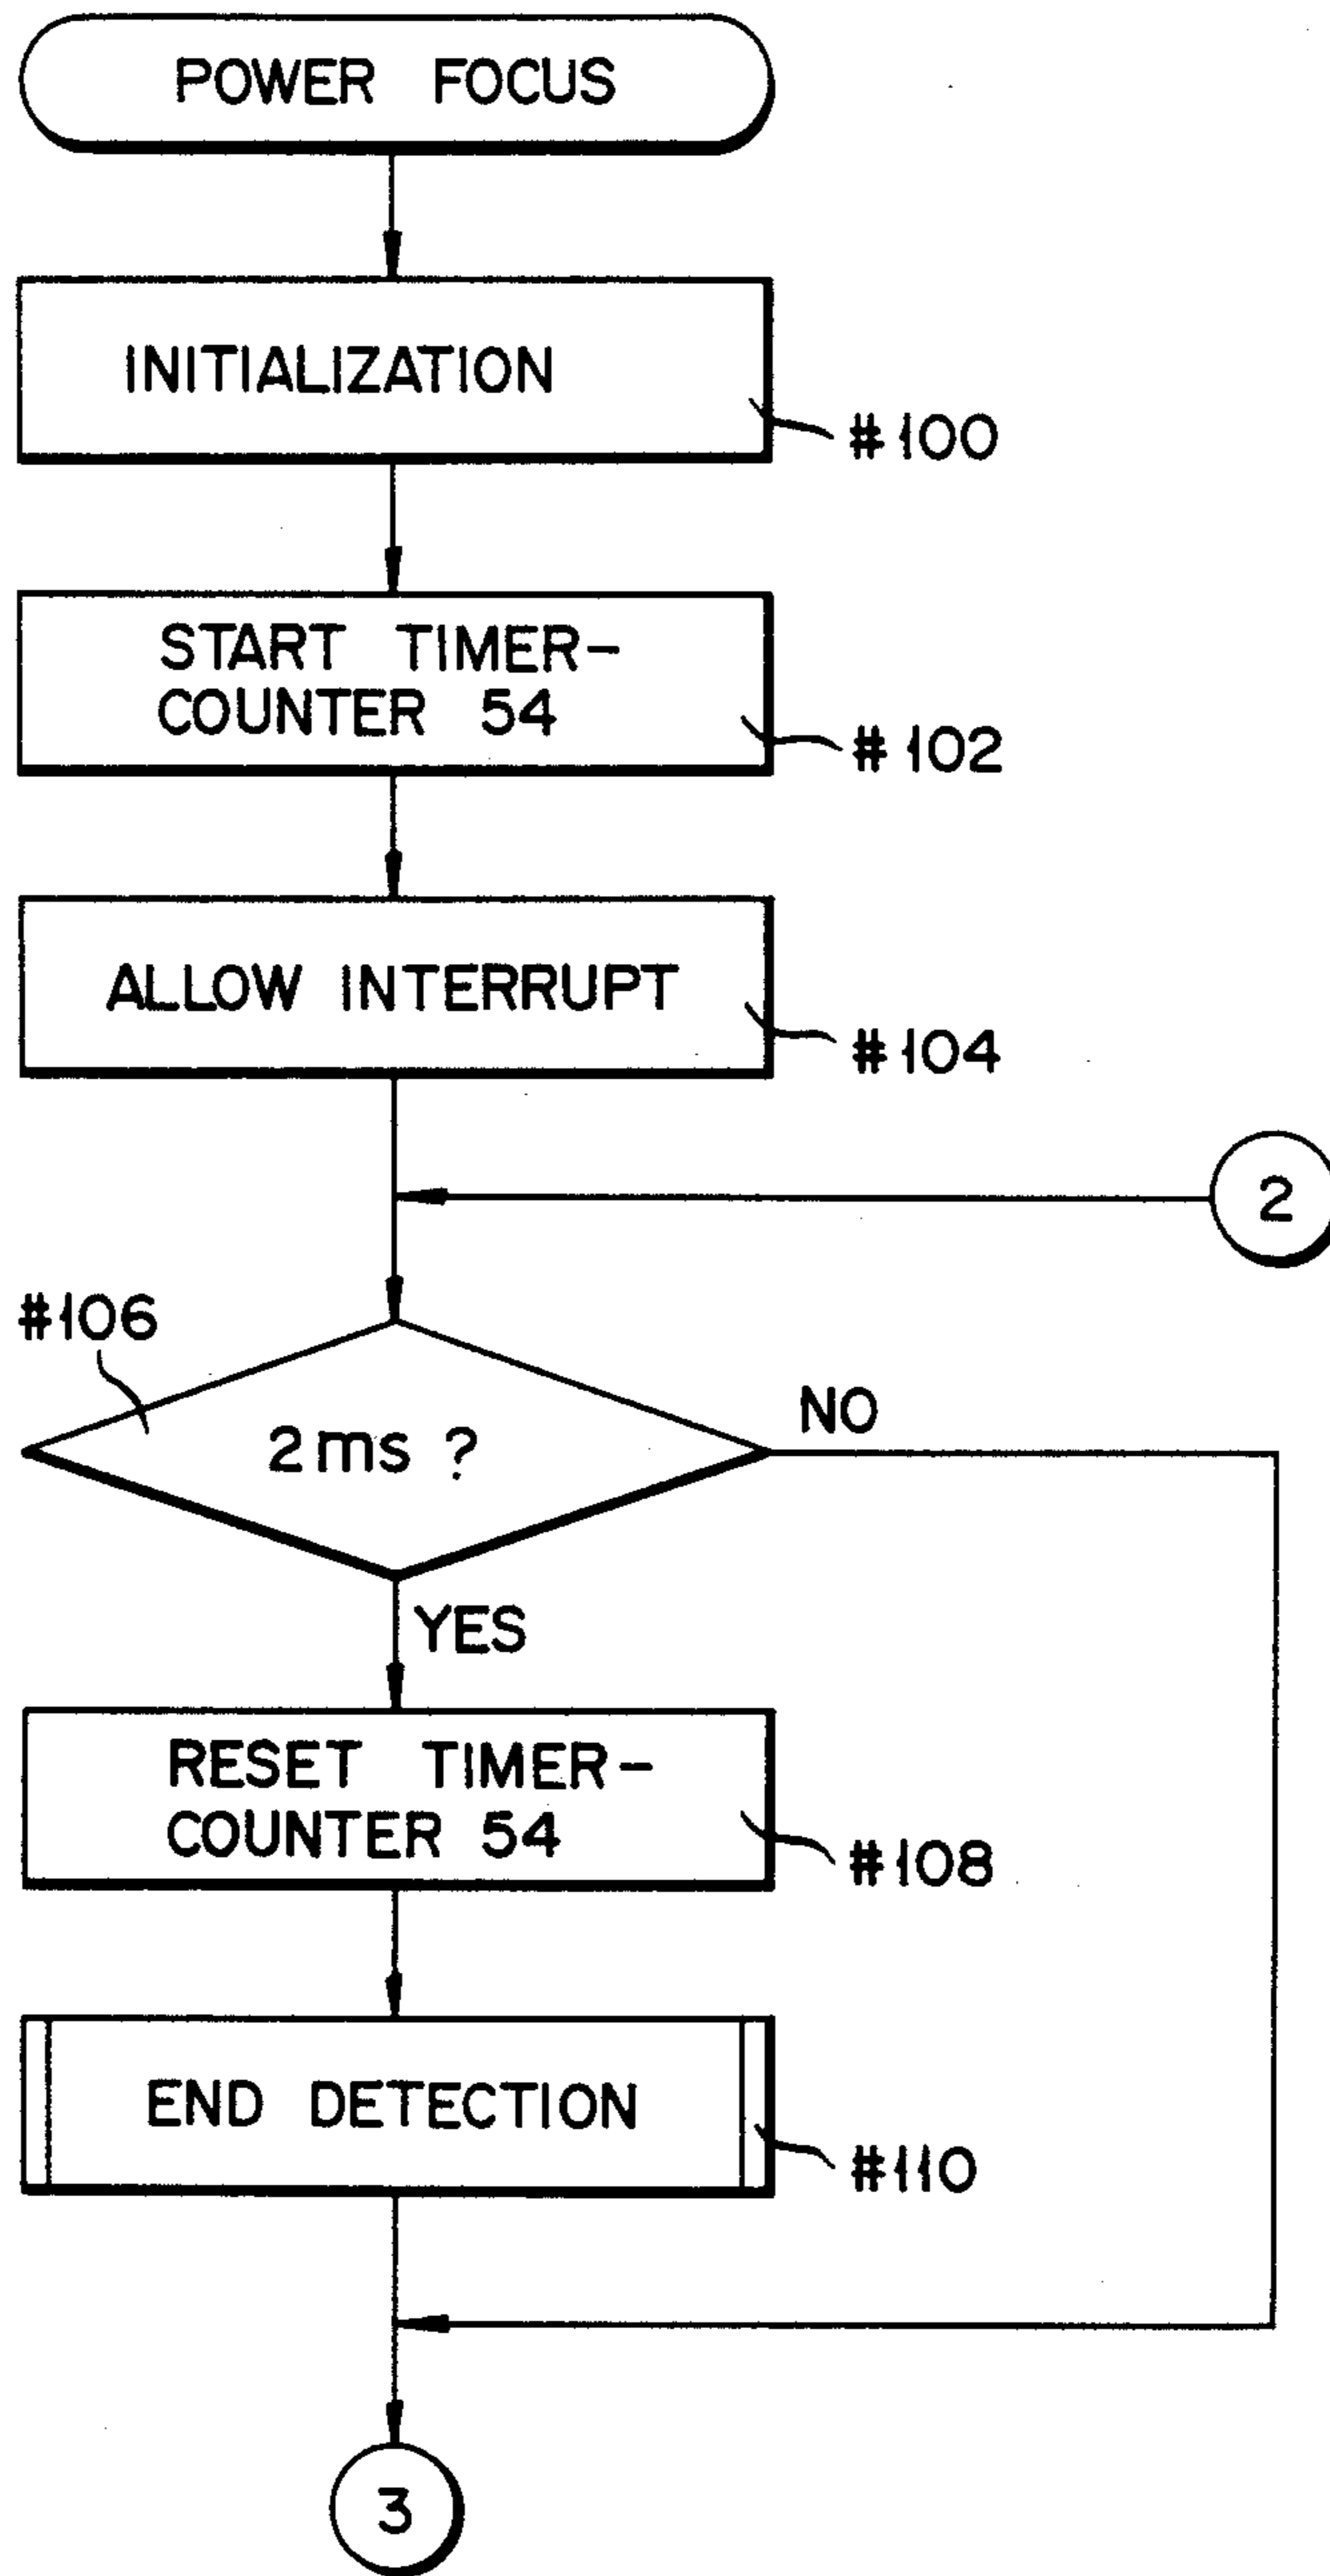 POWER FOCUS
INITIALIZATION
#100
START TIMER-
COUNTER 54
#102
ALLOW INTERRUPT
#104
2
#106
2ms ?
NO
YES
RESET TIMER-
COUNTER 54
#108
END DETECTION
#110
3